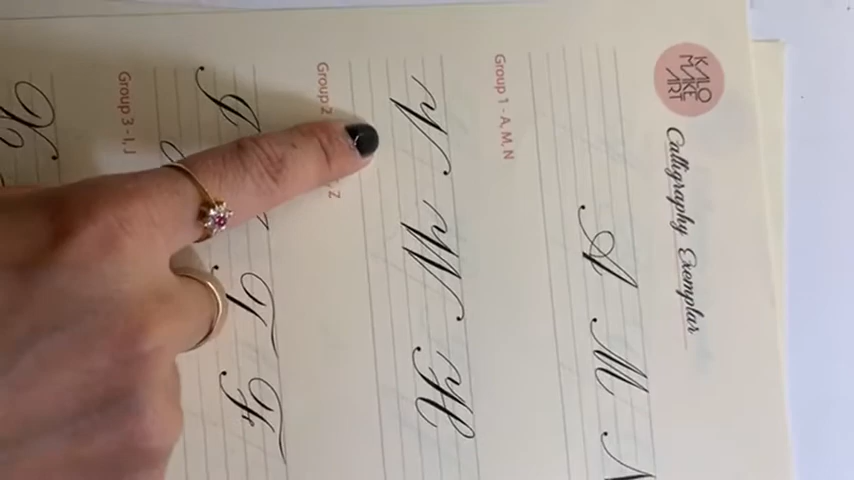 KALO
MAKE
ART
Calligraphy Exemplar
A M N
Group 1 - A, M, N
V W H
Group 2 Z
T F
Group 3 - I, J